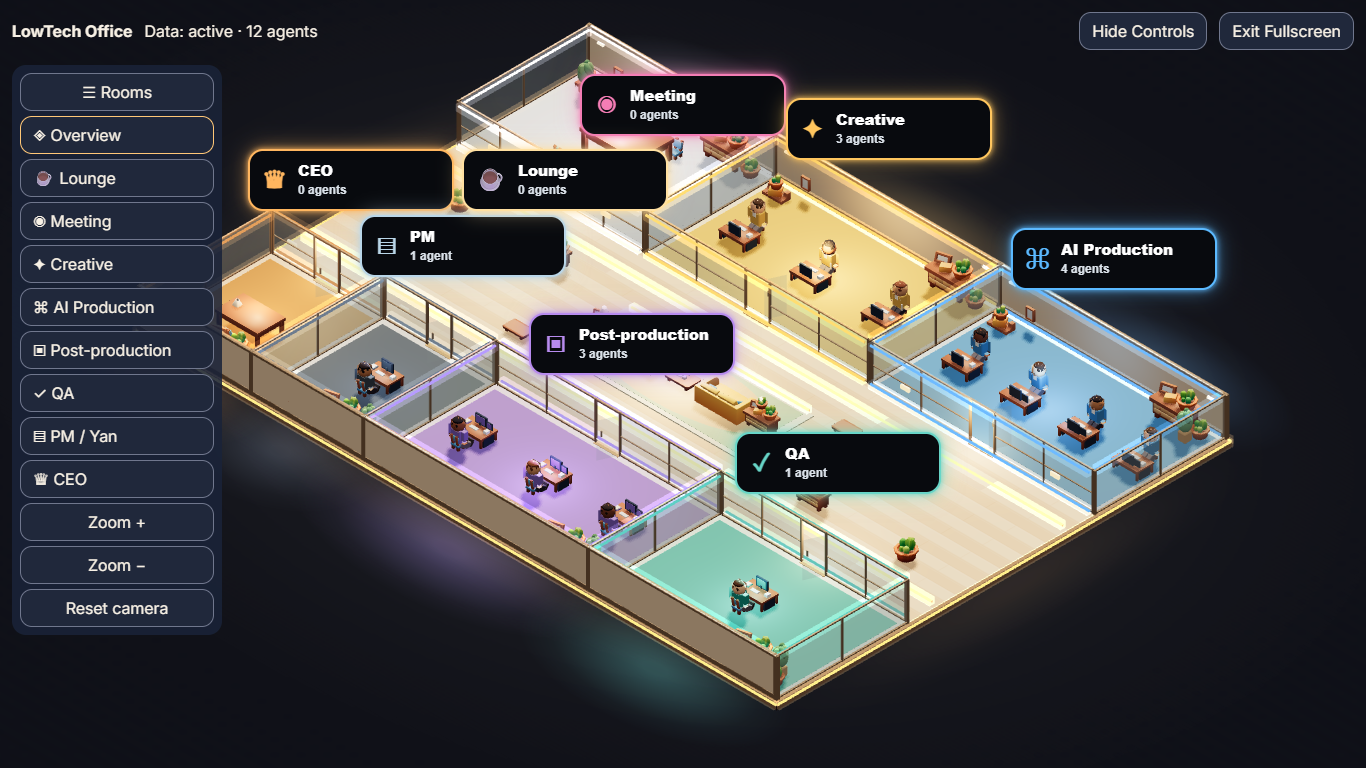 LowTech Office Data: active · 12 agents
Hide Controls
Exit Fullscreen
☰ Rooms
◈ Overview
Lounge
◉ Meeting
✦ Creative
⌘ AI Production
▣ Post-production
✓ QA
▤ PM / Yan
♛ CEO
Zoom +
Zoom −
Reset camera
Meeting
0 agents
Creative
3 agents
CEO
0 agents
Lounge
0 agents
PM
1 agent
AI Production
4 agents
Post-production
3 agents
QA
1 agent